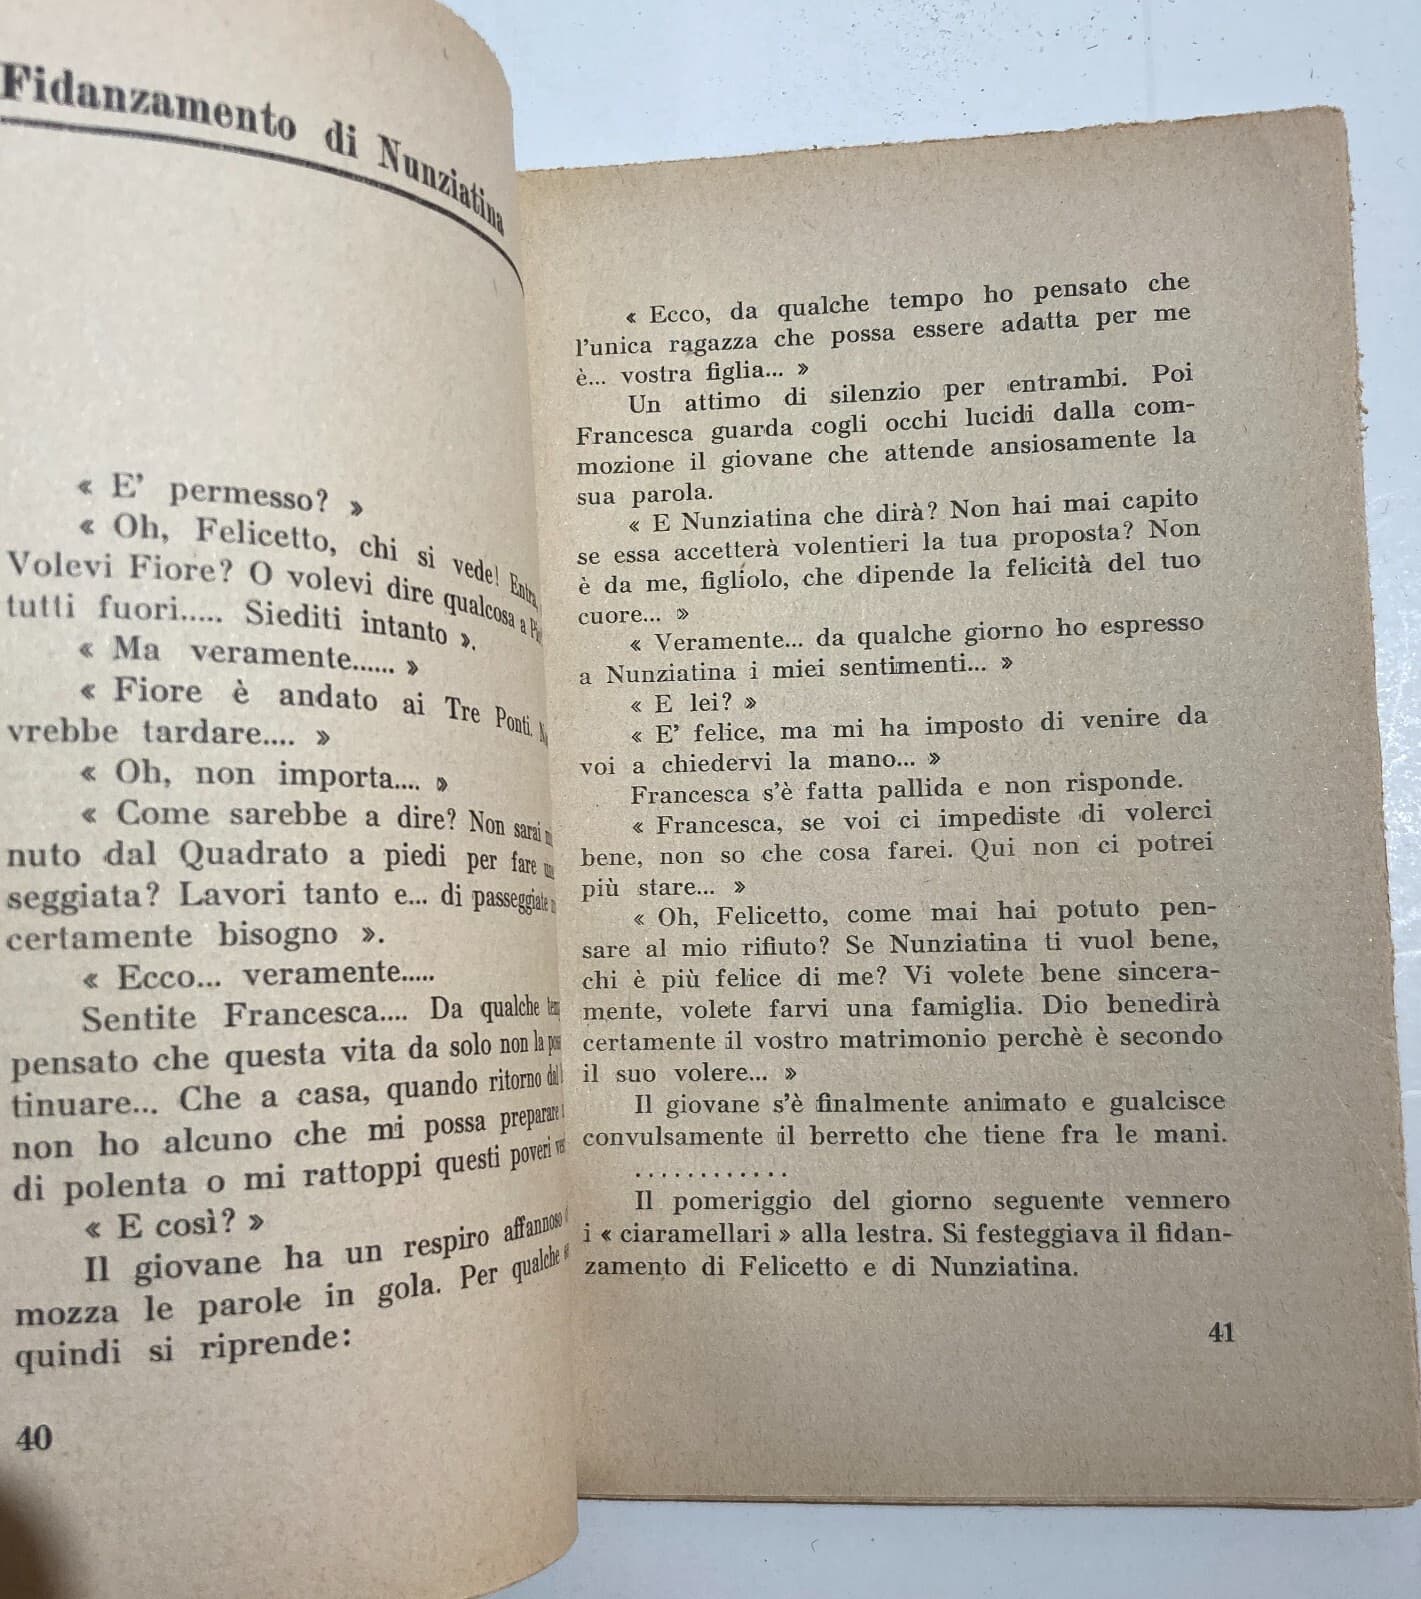 Fidanzamento di Nunziatina
« E' permesso? »
« Oh, Felicetto, chi si vede! Entra,
Volevi Fiore? O volevi dire qualcosa a
tutti fuori..... Siediti intanto ».
« Ma veramente...... »
« Fiore è andato ai Tre Ponti.
vrebbe tardare.... »
« Oh, non importa.... »
« Come sarebbe a dire? Non sarai
nuto dal Quadrato a piedi per fare
seggiata? Lavori tanto e... di passeggiate
certamente bisogno ».
« Ecco... veramente.....
Sentite Francesca.... Da qualche
pensato che questa vita da solo non la
tinuare... Che a casa, quando ritorno
non ho alcuno che mi possa preparare
di polenta o mi rattoppi questi poveri
« E così? »
Il giovane ha un respiro affannoso
mozza le parole in gola. Per qualche
quindi si riprende:
40
« Ecco, da qualche tempo ho pensato che
l'unica ragazza che possa essere adatta per me
è... vostra figlia... »
Un attimo di silenzio per entrambi. Poi
Francesca guarda cogli occhi lucidi dalla com-
mozione il giovane che attende ansiosamente la
sua parola.
« E Nunziatina che dirà? Non hai mai capito
se essa accetterà volentieri la tua proposta? Non
è da me, figliolo, che dipende la felicità del tuo
cuore... »
« Veramente... da qualche giorno ho espresso
a Nunziatina i miei sentimenti... »
« E lei? »
« E' felice, ma mi ha imposto di venire da
voi a chiedervi la mano... »
Francesca s'è fatta pallida e non risponde.
« Francesca, se voi ci impediste di volerci
bene, non so che cosa farei. Qui non ci potrei
più stare... »
« Oh, Felicetto, come mai hai potuto pen-
sare al mio rifiuto? Se Nunziatina ti vuol bene,
chi è più felice di me? Vi volete bene sincera-
mente, volete farvi una famiglia. Dio benedirà
certamente il vostro matrimonio perchè è secondo
il suo volere... »
Il giovane s'è finalmente animato e gualcisce
convulsamente il berretto che tiene fra le mani.
. . . . . . . . . . . .
Il pomeriggio del giorno seguente vennero
i « ciaramellari » alla lestra. Si festeggiava il fidan-
zamento di Felicetto e di Nunziatina.
41